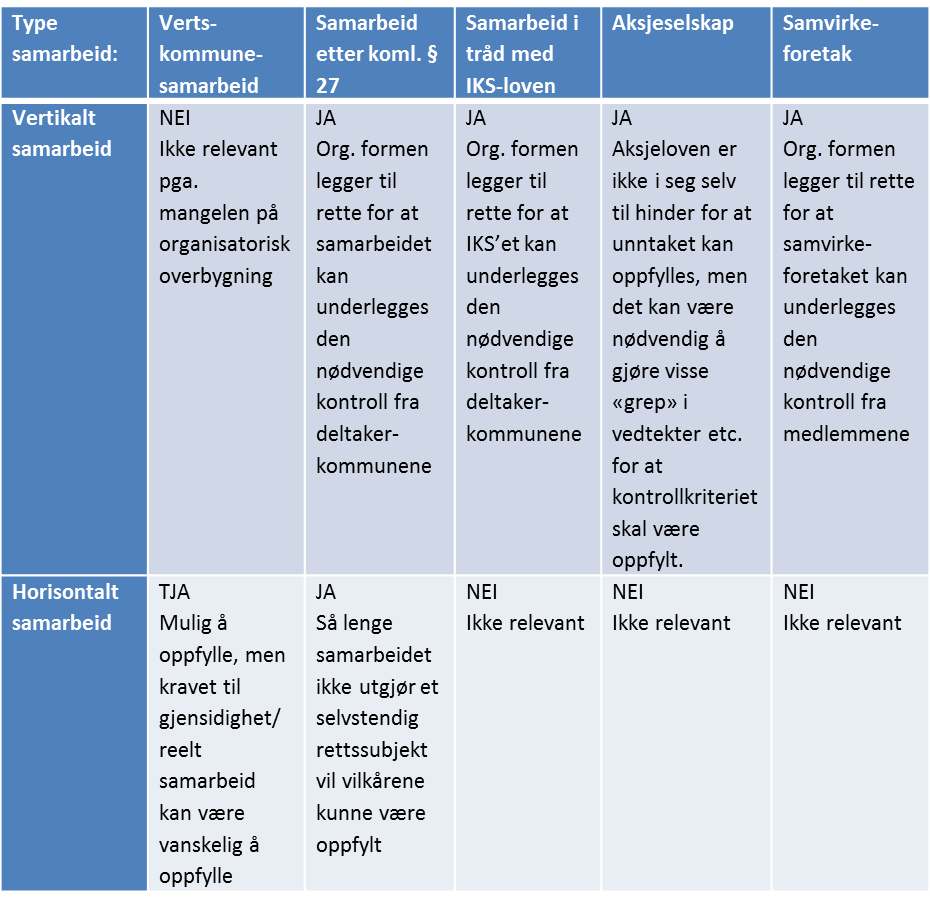 Type
samarbeid:
Verts-
kommune-
samarbeid
Samarbeid
etter koml. §
27
Samarbeid i
tråd med
IKS-loven
Aksjeselskap
Samvirke-
foretak
Vertikalt
samarbeid
NEI
Ikke relevant
pga.
mangelen på
organisatorisk
overbygning
JA
Org. formen
legger til
rette for at
samarbeidet
kan
underlegges
den
nødvendige
kontroll fra
deltaker-
kommunene
JA
Org. formen
legger til
rette for at
IKS’et kan
underlegges
den
nødvendige
kontroll fra
deltaker-
kommunene
JA
Aksjeloven er
ikke i seg selv
til hinder for at
unntaket kan
oppfylles, men
det kan være
nødvendig å
gjøre visse
«grep» i
vedtekter etc.
for at
kontrollkriteriet
skal være
oppfylt.
JA
Org. formen
legger til rette
for at
samvirke-
foretaket kan
underlegges
den
nødvendige
kontroll fra
medlemmene
Horisontalt
samarbeid
TJA
Mulig å
oppfylle, men
kravet til
gjensidighet/
reelt
samarbeid
kan være
vanskelig å
oppfylle
JA
Så lenge
samarbeidet
ikke utgjør et
selvstendig
rettssubjekt
vil vilkårene
kunne være
oppfylt
NEI
Ikke relevant
NEI
Ikke relevant
NEI
Ikke relevant